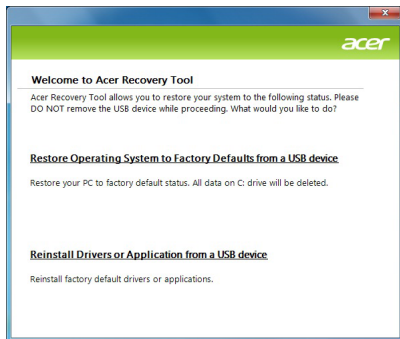 acer
Welcome to Acer Recovery Tool
Acer Recovery Tool allows you to restore your system to the following status. Please
DO NOT remove the USB device while proceeding. What would you like to do?
Restore Operating System to Factory Defaults from a USB device
Restore your PC to factory default status. All data on C: drive will be deleted.
Reinstall Drivers or Application from a USB device
Reinstall factory default drivers or applications.